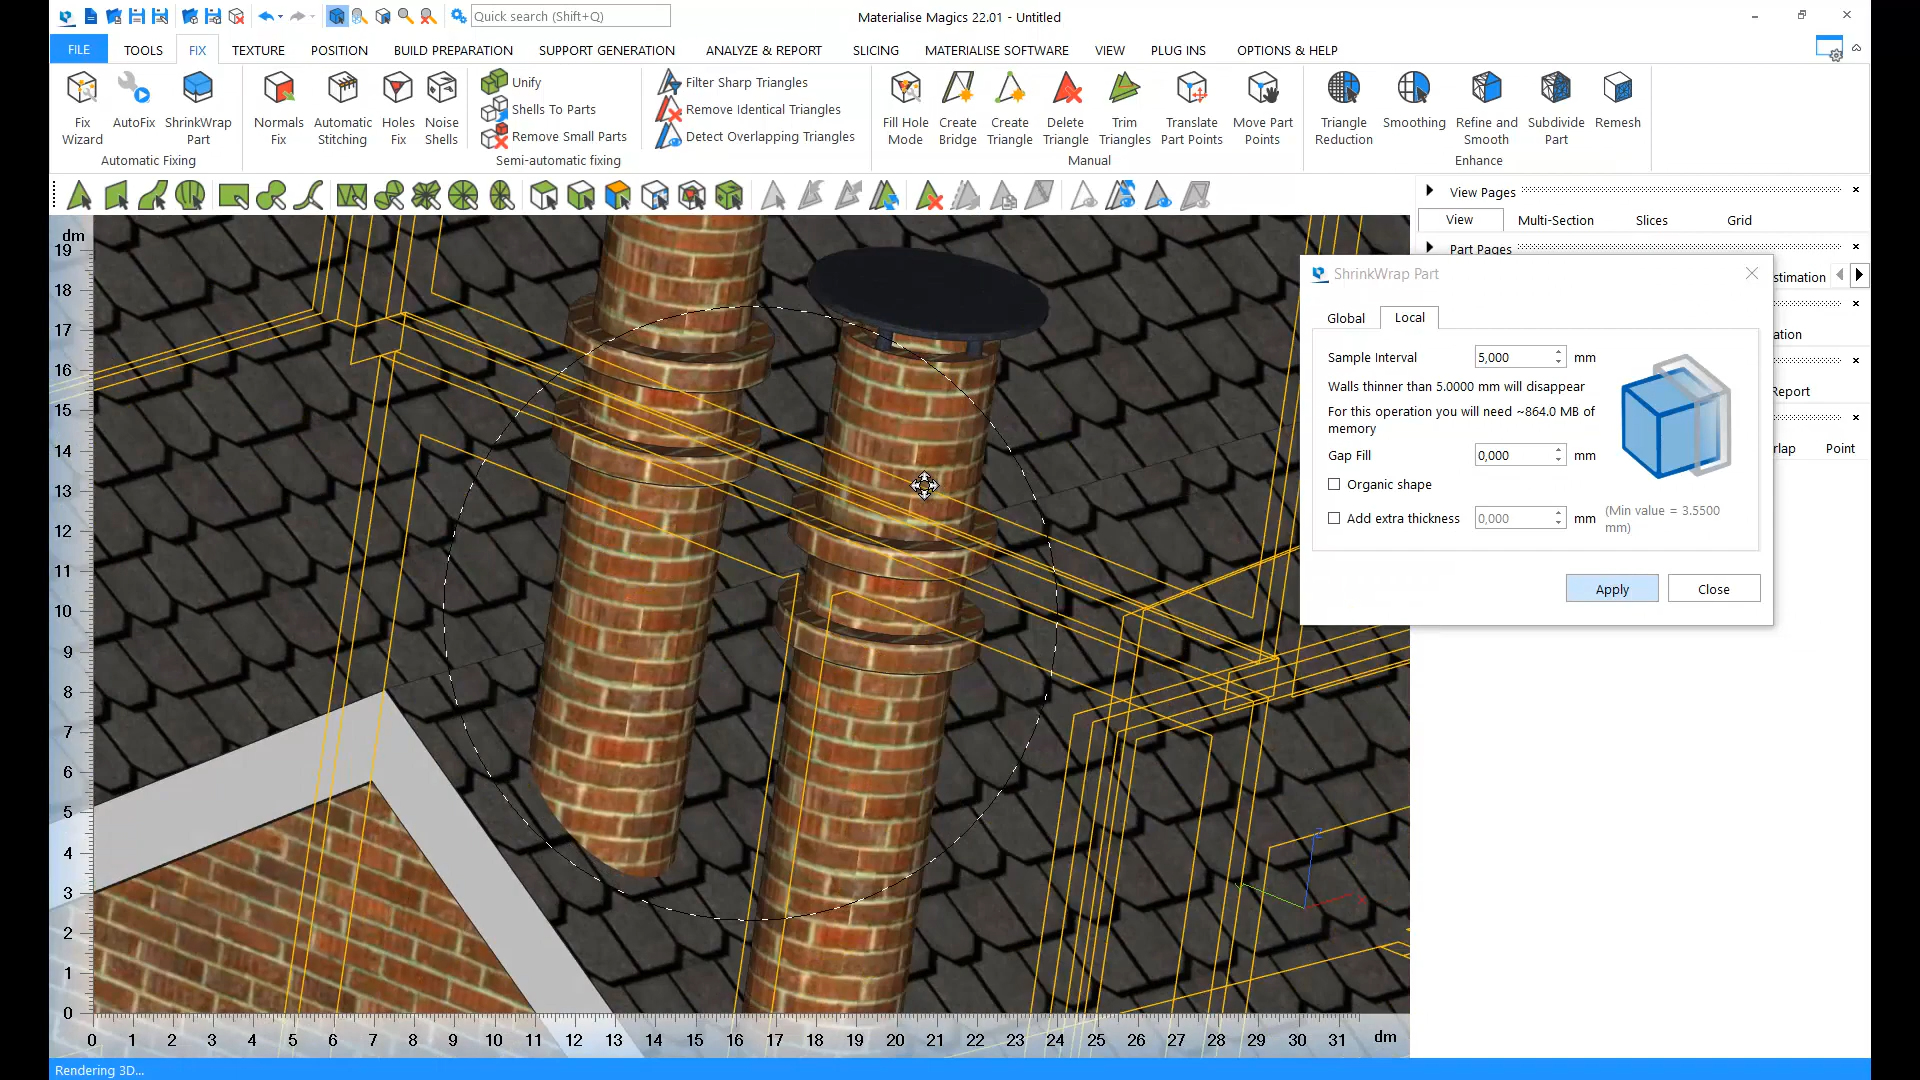 Quick search (Shift+Q)
Materialise Magics 22.01 - Untitled
FILE TOOLS FIX TEXTURE POSITION BUILD PREPARATION SUPPORT GENERATION ANALYZE & REPORT SLICING MATERIALISE SOFTWARE VIEW PLUG INS OPTIONS & HELP
Fix Wizard
AutoFix
ShrinkWrap Part
Automatic Fixing
Normals Fix
Automatic Stitching
Holes Fix
Noise Shells
Unify
Shells To Parts
Remove Small Parts
Semi-automatic fixing
Filter Sharp Triangles
Remove Identical Triangles
Detect Overlapping Triangles
Fill Hole Mode
Create Bridge
Create Triangle
Delete Triangle
Trim Triangles
Translate Part Points
Move Part Points
Manual
Triangle Reduction
Smoothing
Refine and Smooth
Subdivide Part
Remesh
Enhance
View Pages
View Multi-Section Slices Grid
Part Pages
stimation
ation
Report
rlap Point
ShrinkWrap Part
Global Local
Sample Interval 5,000 mm
Walls thinner than 5.0000 mm will disappear
For this operation you will need ~864.0 MB of
memory
Gap Fill 0,000 mm
Organic shape
Add extra thickness 0,000 mm (Min value = 3.5500
mm)
Apply Close
dm
19
18
17
16
15
14
13
12
11
10
9
8
7
6
5
4
3
2
1
0
0 1 2 3 4 5 6 7 8 9 10 11 12 13 14 15 16 17 18 19 20 21 22 23 24 25 26 27 28 29 30 31 dm
Rendering 3D...